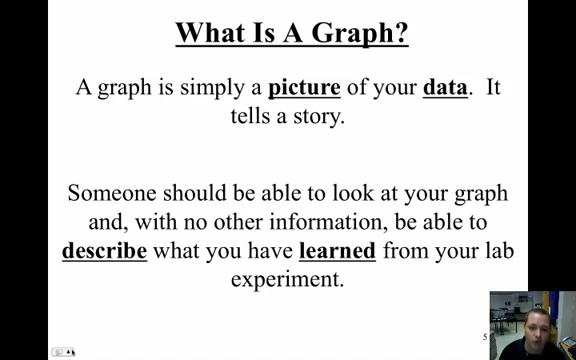 What Is A Graph?
A graph is simply a picture of your data. It
tells a story.
Someone should be able to look at your graph
and, with no other information, be able to
describe what you have learned from your lab
experiment.
5